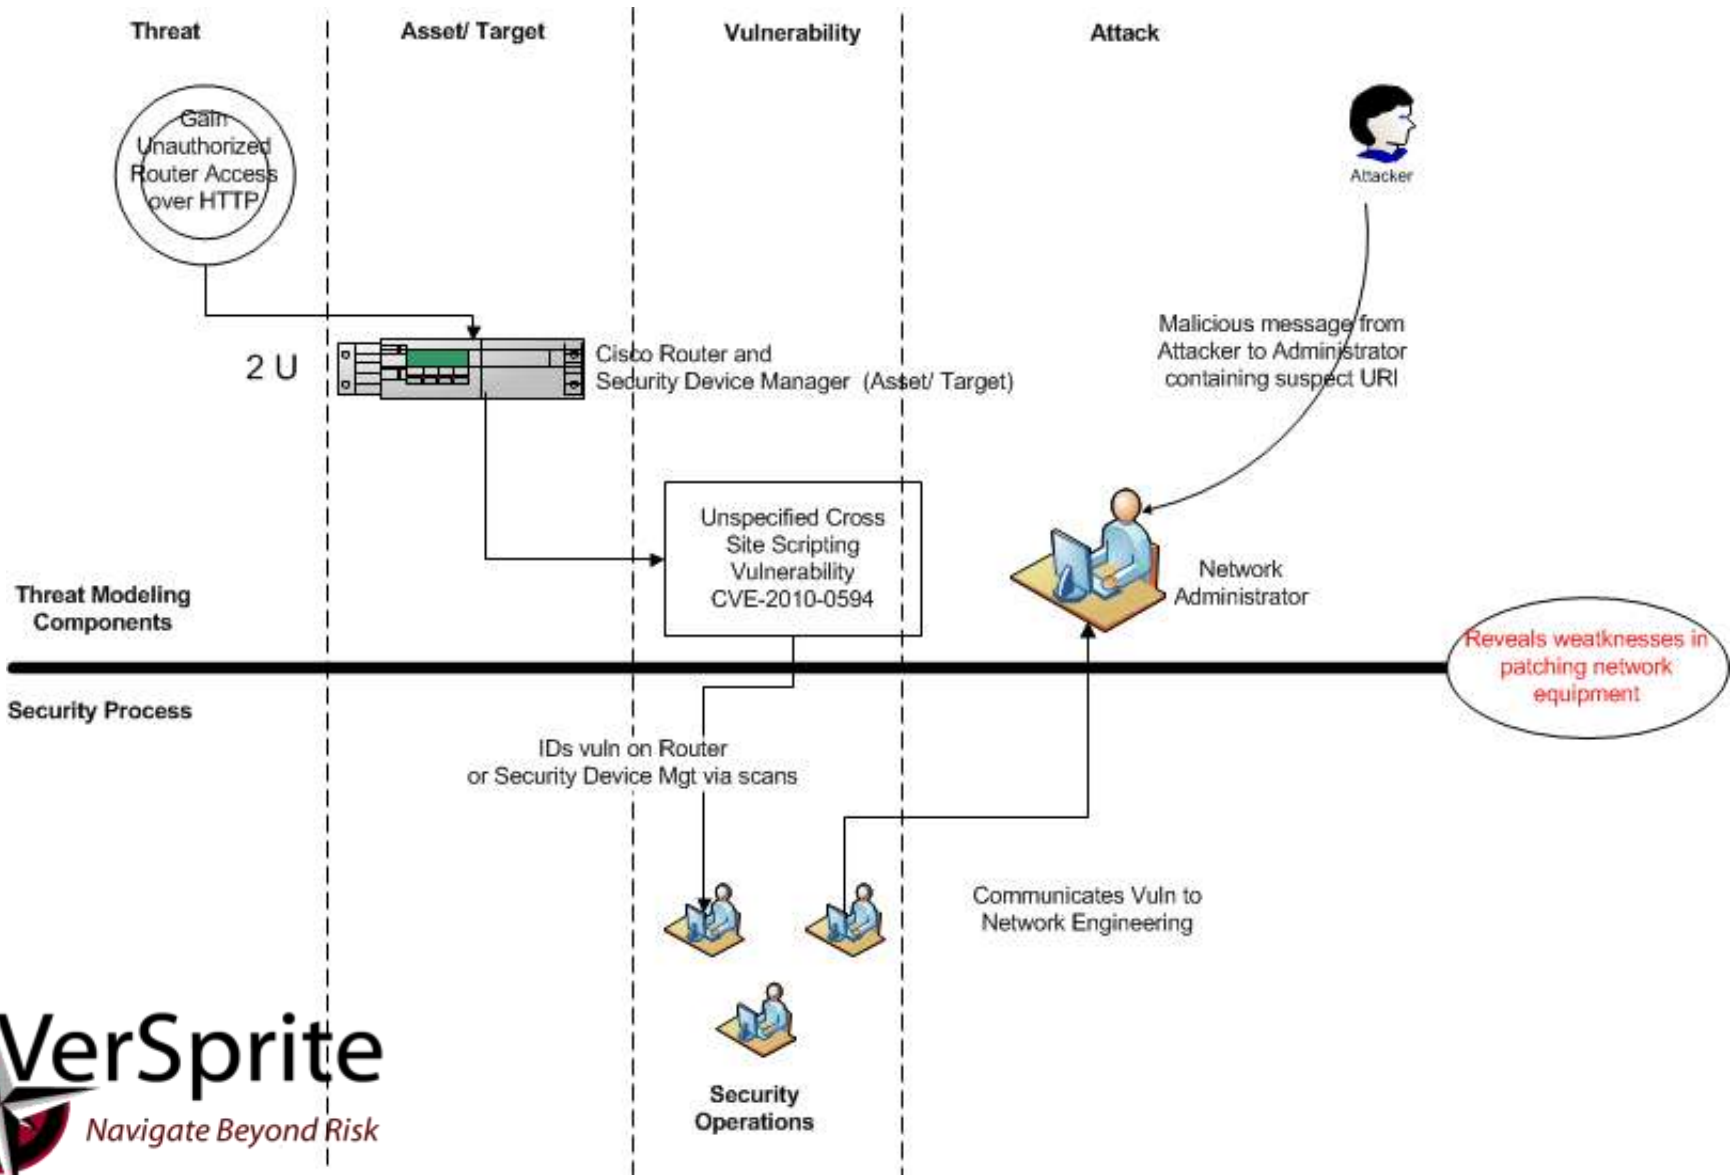 Threat
Asset/ Target
Vulnerability
Attack
Gain
Unauthorized
Router Access
over HTTP
Attacker
2 U
Cisco Router and
Security Device Manager (Asset/ Target)
Malicious message from
Attacker to Administrator
containing suspect URI
Unspecified Cross
Site Scripting
Vulnerability
CVE-2010-0594
Network
Administrator
Threat Modeling
Components
Reveals weatknesses in
patching network
equipment
Security Process
IDs vuln on Router
or Security Device Mgt via scans
Communicates Vuln to
Network Engineering
Security
Operations
VerSprite
Navigate Beyond Risk